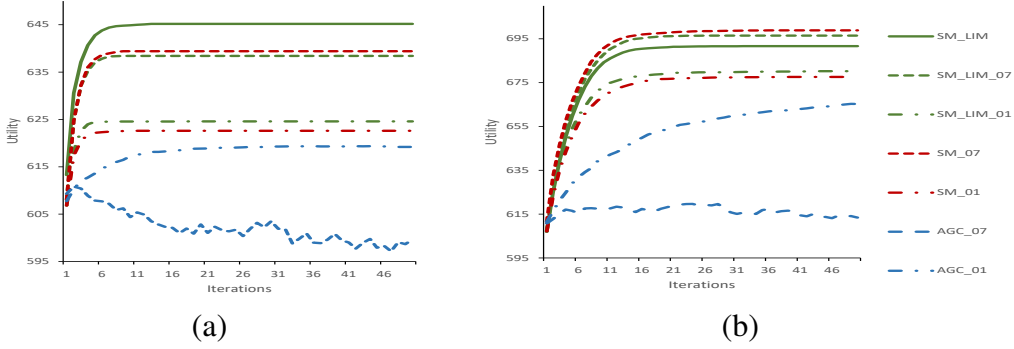 645
635
625
615
605
595
Utility
1 6 11 16 21 26 31 36 41 46
Iterations
(a)
695
675
655
635
615
595
Utility
1 6 11 16 21 26 31 36 41 46
Iterations
(b)
SM_LIM
SM_LIM_07
SM_LIM_01
SM_07
SM_01
AGC_07
AGC_01